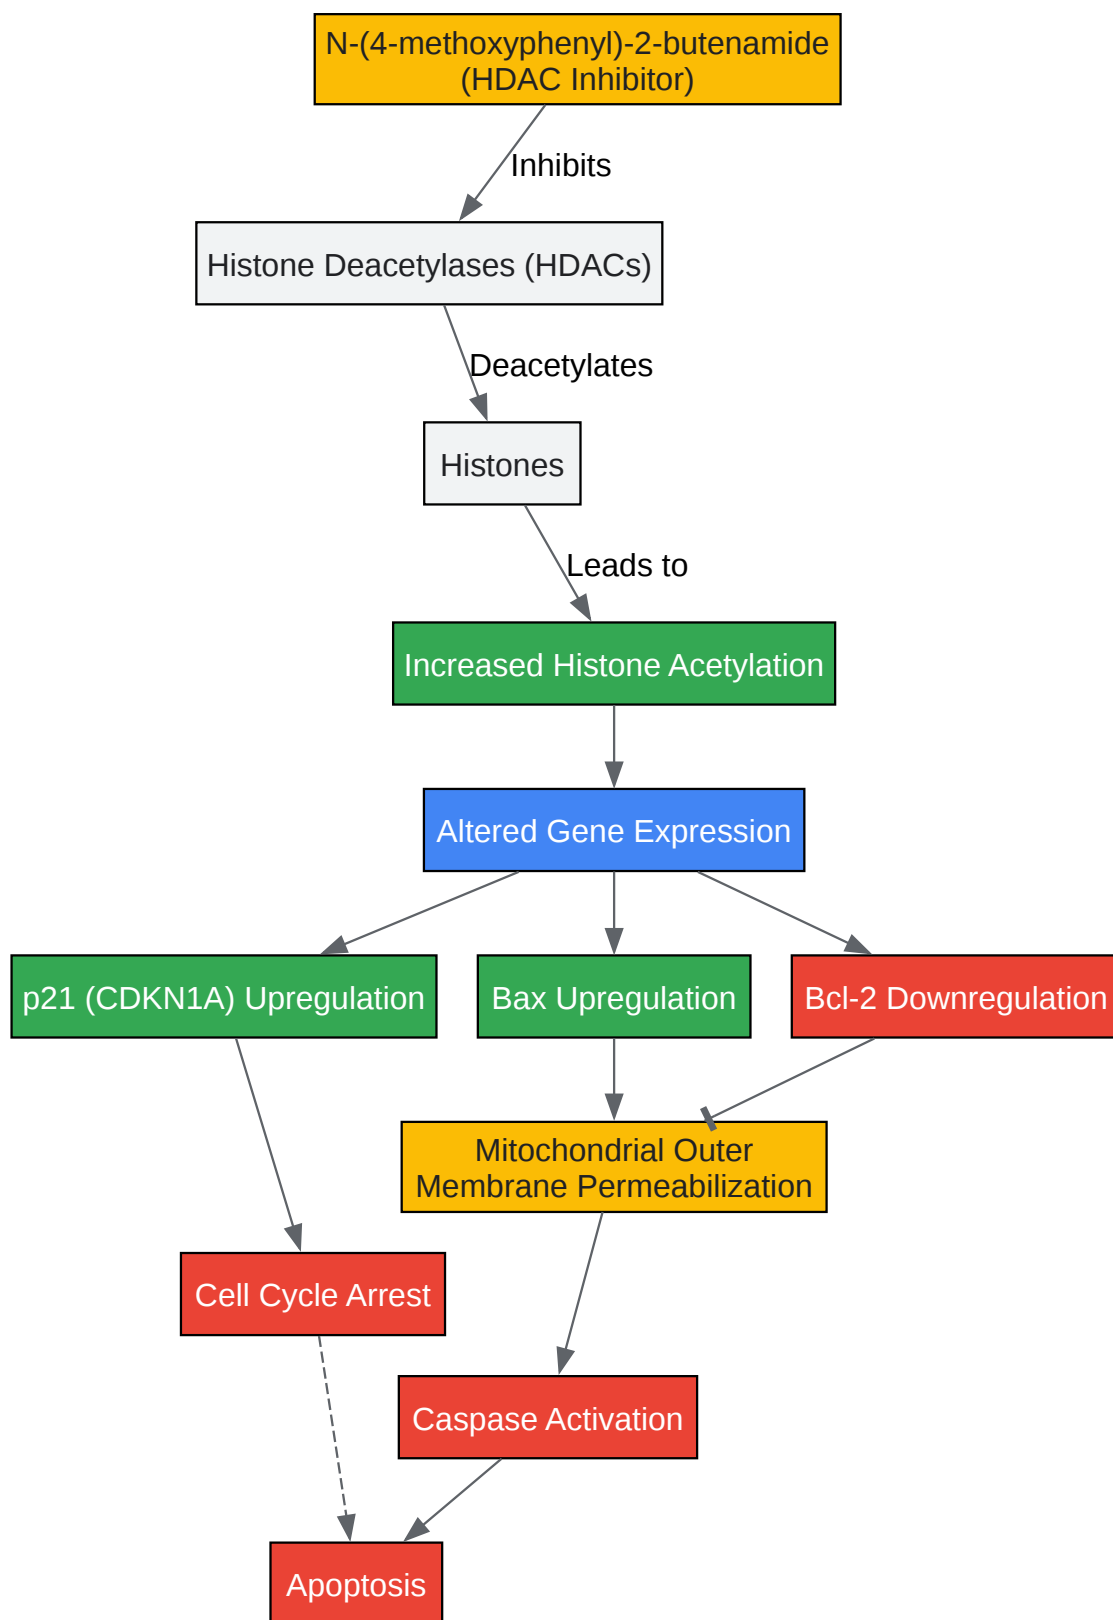 N-(4-methoxyphenyl)-2-butenamide
(HDAC Inhibitor)
Inhibits
Histone Deacetylases (HDACs)
Deacetylates
Histones
Leads to
Increased Histone Acetylation
Altered Gene Expression
p21 (CDKN1A) Upregulation
Bax Upregulation
Bcl-2 Downregulation
Mitochondrial Outer
Membrane Permeabilization
Cell Cycle Arrest
Caspase Activation
Apoptosis